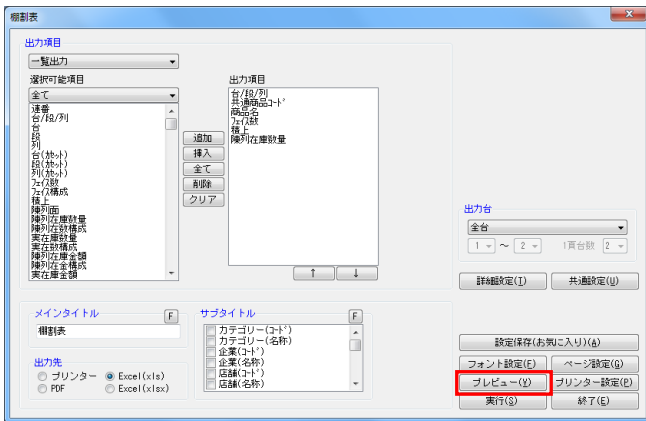 棚割表
出力項目
一覧出力
選択可能項目
全て
連番
台/段/列
台
段
列
台(ｶｾｯﾄ)
段(ｶｾｯﾄ)
列(ｶｾｯﾄ)
ﾌｪｲｽ数
ﾌｪｲｽ構成
積上
陳列面
陳列在庫数量
陳列在数構成
実在庫数量
実在数構成
陳列在庫金額
陳列在金構成
実在庫金額
追加
挿入
全て
削除
クリア
出力項目
台/段/列
共通商品ｺｰﾄﾞ
商品名
ﾌｪｲｽ数
積上
陳列在庫数量
↑ ↓
出力台
全台
1 ～ 2 1頁台数 2
詳細設定(I) 共通設定(U)
メインタイトル F
棚割表
出力先
プリンター Excel(xls)
PDF Excel(xlsx)
サブタイトル F
カテゴリー(ｺｰﾄﾞ)
カテゴリー(名称)
企業(ｺｰﾄﾞ)
企業(名称)
店舗(ｺｰﾄﾞ)
店舗(名称)
設定保存(お気に入り)(A)
フォント設定(F) ページ設定(G)
プレビュー(V) プリンター設定(P)
実行(S) 終了(E)